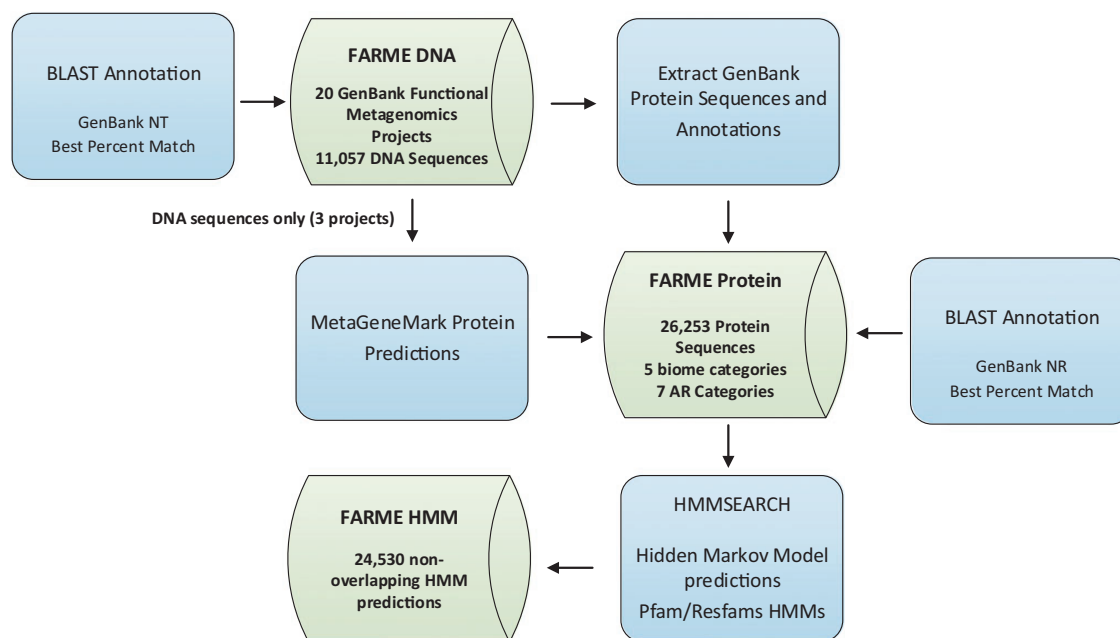 BLAST Annotation
GenBank NT
Best Percent Match
FARME DNA
20 GenBank Functional
Metagenomics
Projects
11,057 DNA Sequences
Extract GenBank
Protein Sequences and
Annotations
DNA sequences only (3 projects)
MetaGeneMark Protein
Predictions
FARME Protein
26,253 Protein
Sequences
5 biome categories
7 AR Categories
BLAST Annotation
GenBank NR
Best Percent Match
FARME HMM
24,530 non-
overlapping HMM
predictions
HMMSEARCH
Hidden Markov Model
predictions
Pfam/Resfams HMMs